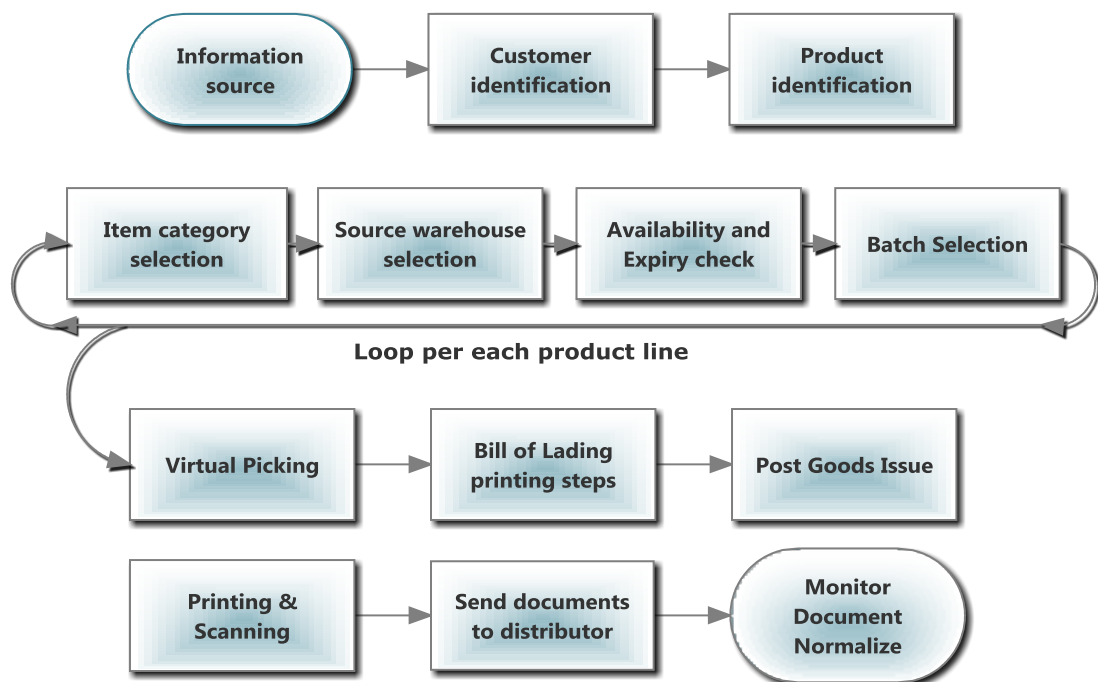 Information
source
Customer
identification
Product
identification
Item category
selection
Source warehouse
selection
Availability and
Expiry check
Batch Selection
Loop per each product line
Virtual Picking
Bill of Lading
printing steps
Post Goods Issue
Printing &
Scanning
Send documents
to distributor
Monitor
Document
Normalize